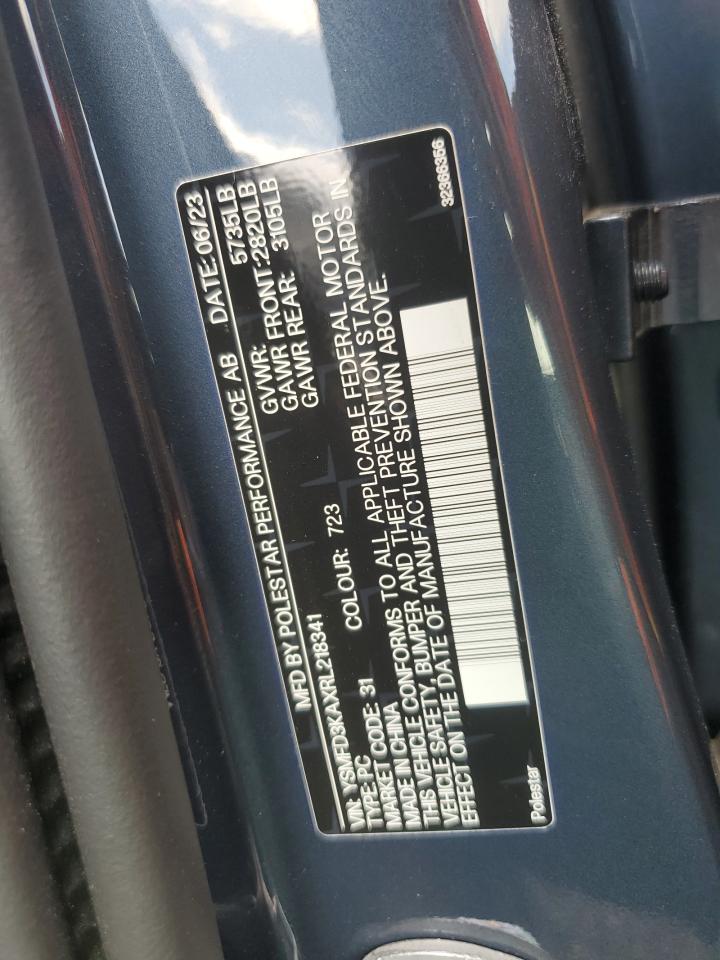 MFD BY POLESTAR PERFORMANCE AB DATE: 06/23
VIN: YSMFD3KAXRL218341 GVWR: 5735LB
TYPE: PC GAWR FRONT: 2820LB
MARKET CODE: 31 COLOUR: 723 GAWR REAR: 3105LB
MADE IN CHINA
THIS VEHICLE CONFORMS TO ALL APPLICABLE FEDERAL MOTOR
VEHICLE SAFETY, BUMPER AND THEFT PREVENTION STANDARDS IN
EFFECT ON THE DATE OF MANUFACTURE SHOWN ABOVE.
Polestar 32366356